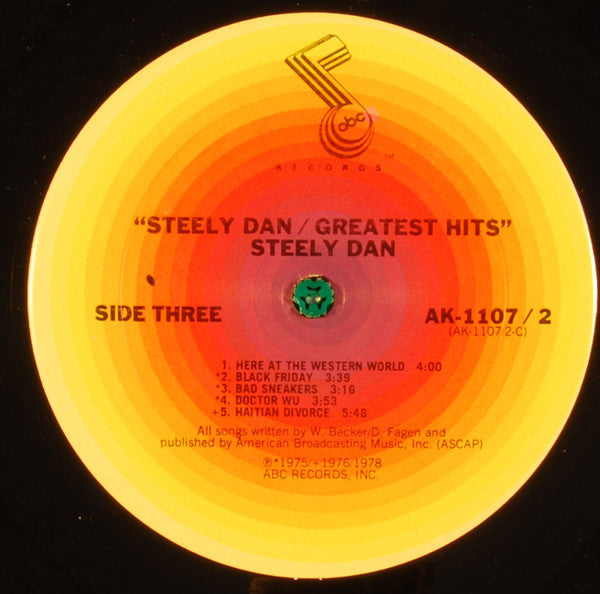 abc
RECORDS™
"STEELY DAN / GREATEST HITS"
STEELY DAN
SIDE THREE
AK-1107 / 2
(AK-1107/2-C)
1. HERE AT THE WESTERN WORLD 4:00
*2. BLACK FRIDAY 3:39
*3. BAD SNEAKERS 3:16
*4. DOCTOR WU 3:53
+5. HAITIAN DIVORCE 5:48
All songs written by W. Becker/D. Fagen and
published by American Broadcasting Music, Inc. (ASCAP)
℗*1975/+1976/1978
ABC RECORDS, INC.